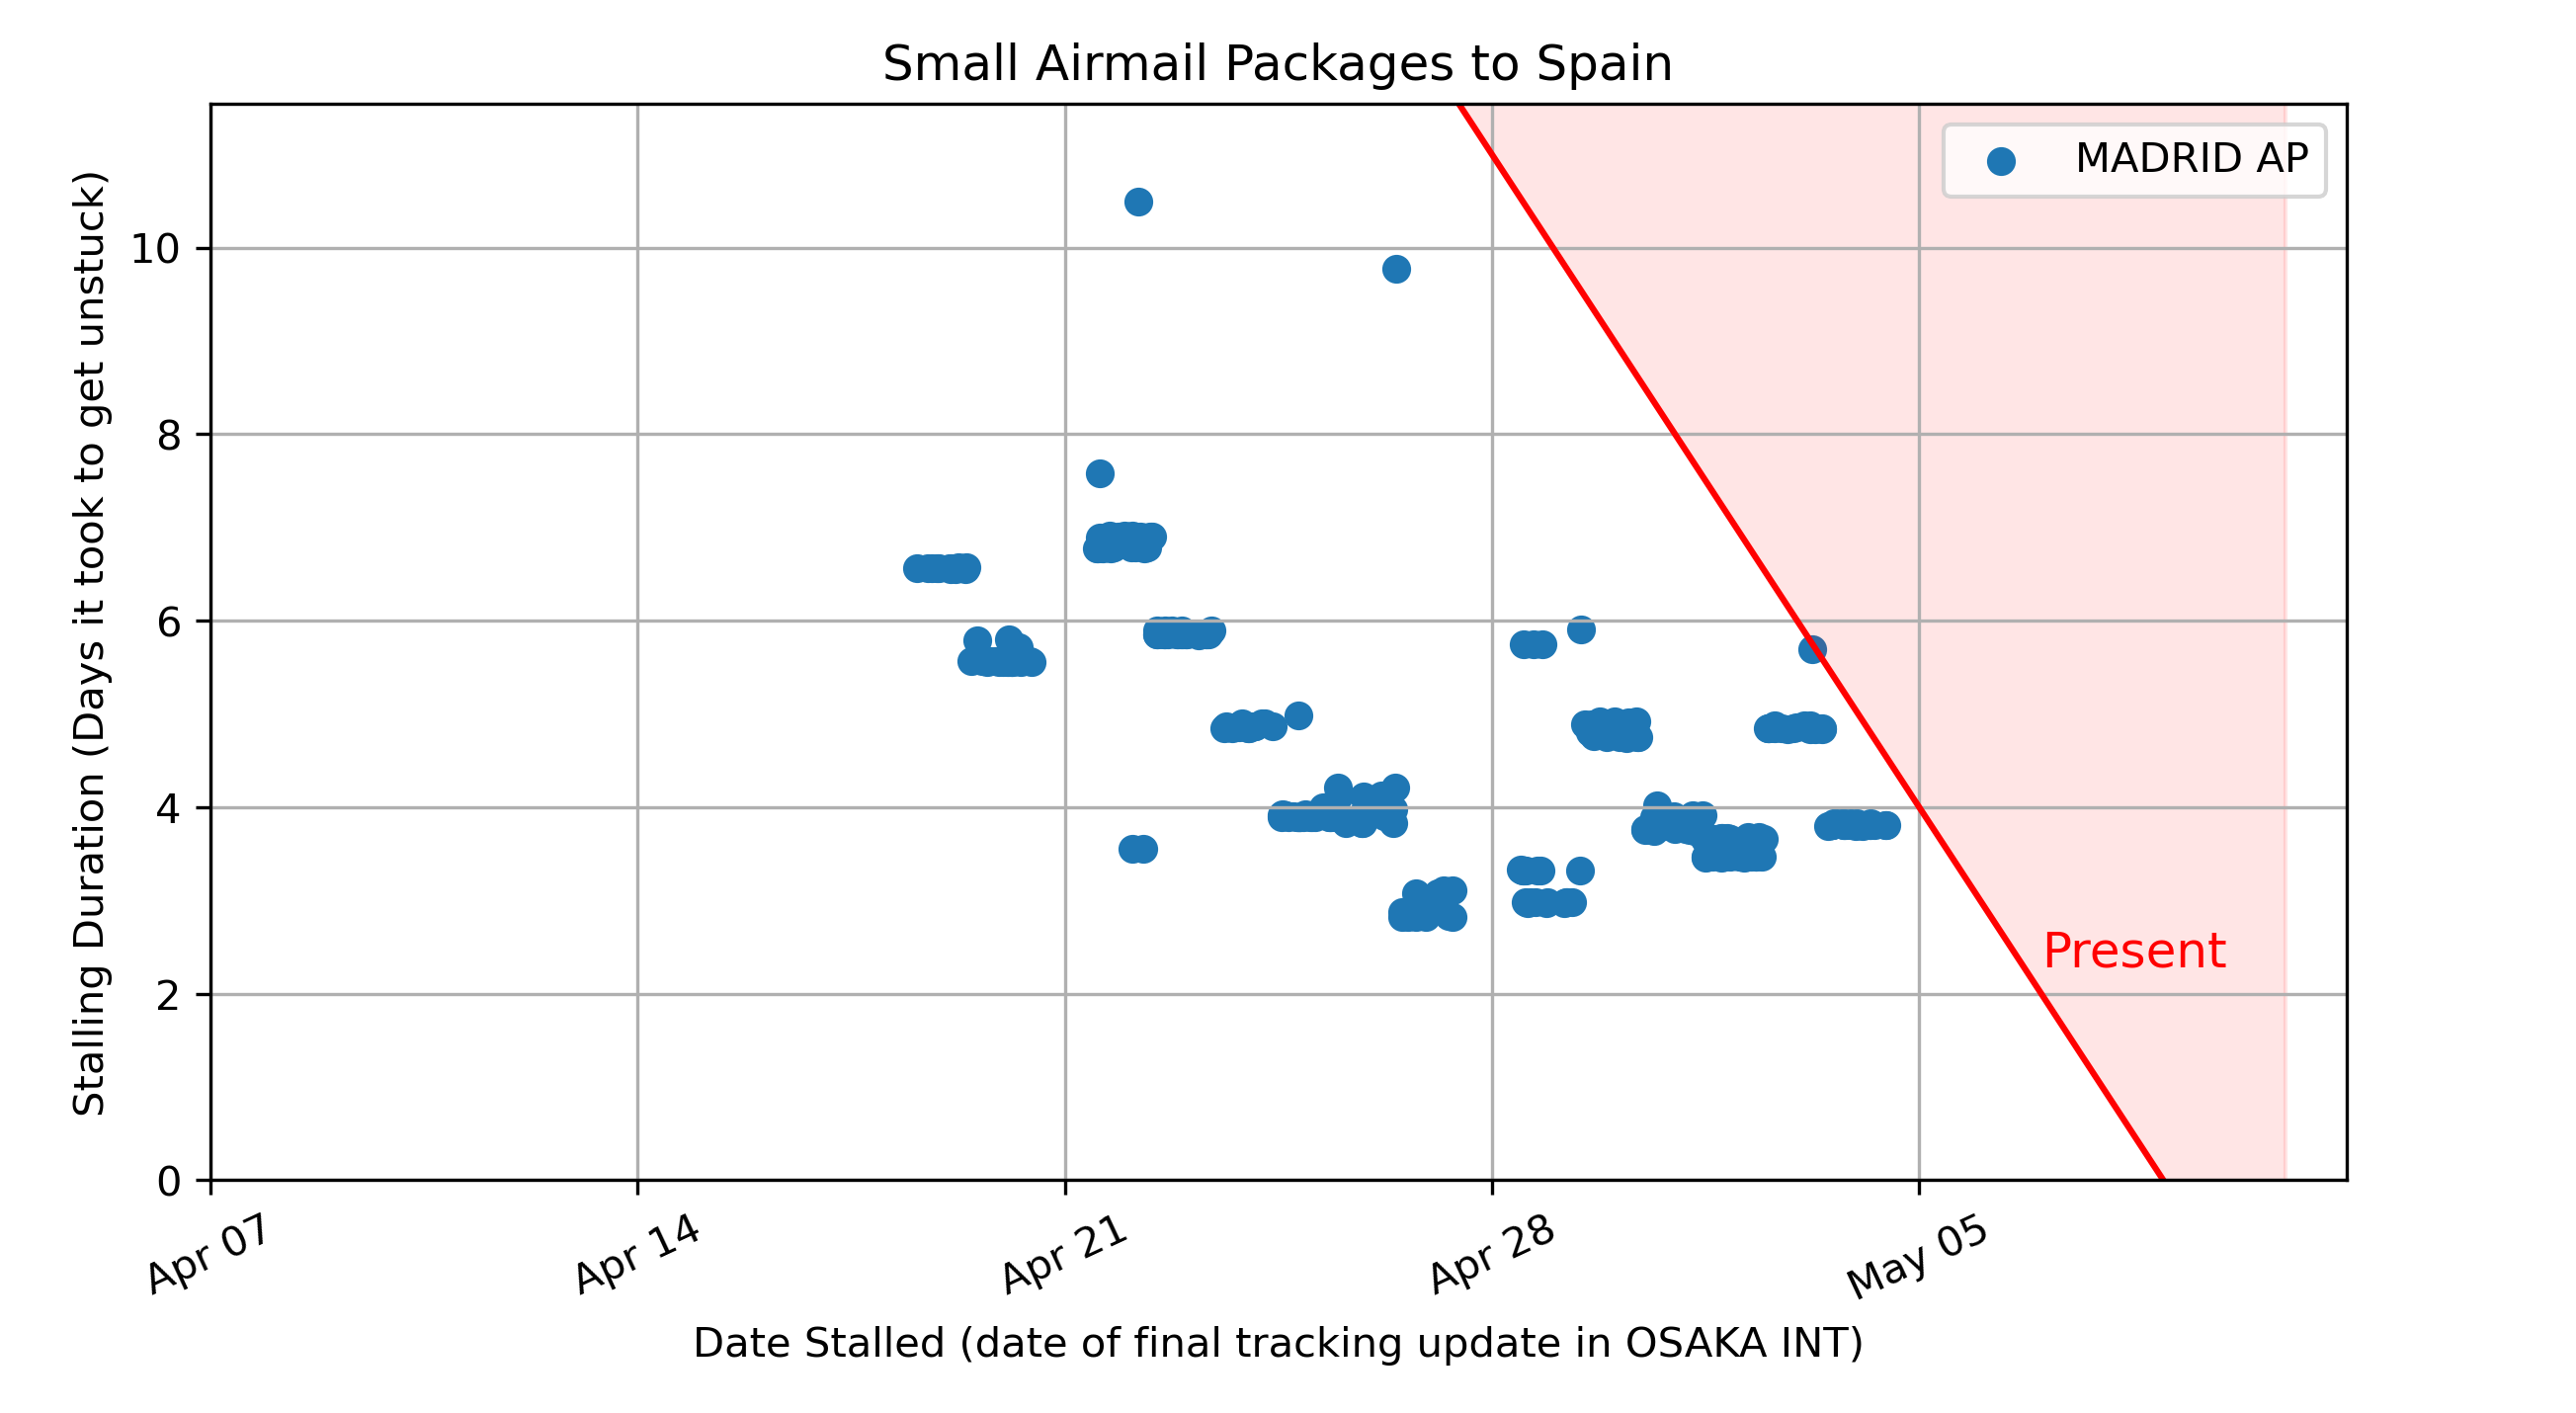 Small Airmail Packages to Spain
MADRID AP
Stalling Duration (Days it took to get unstuck)
10
8
6
4
2
0
Present
Apr 07
Apr 14
Apr 21
Apr 28
May 05
Date Stalled (date of final tracking update in OSAKA INT)